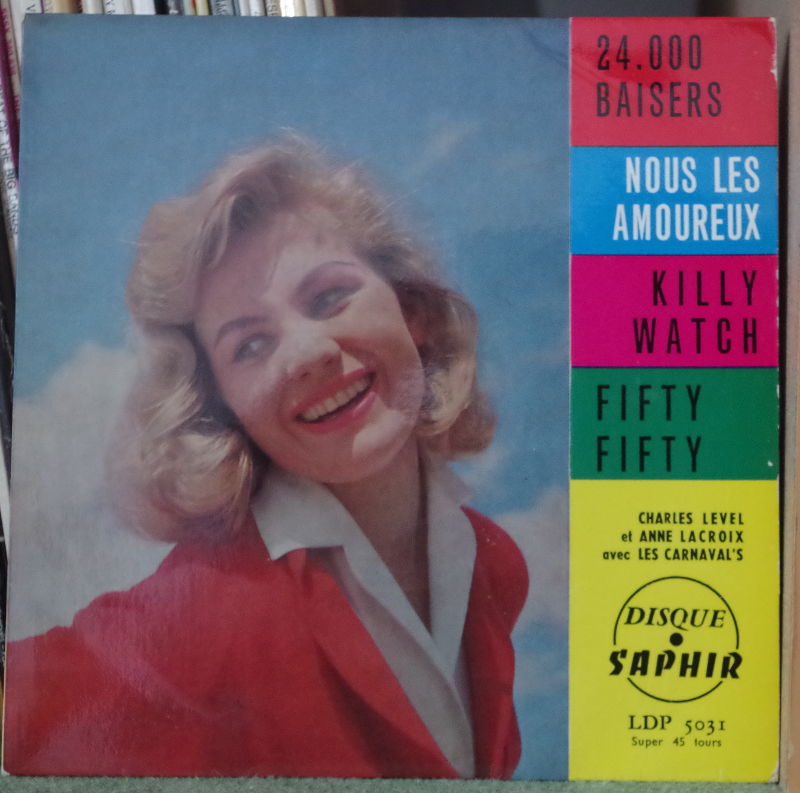 24.000
BAISERS
NOUS LES
AMOUREUX
KILLY
WATCH
FIFTY
FIFTY
CHARLES LEVEL
et ANNE LACROIX
avec LES CARNAVAL'S
DISQUE
SAPHIR
LDP 5031
Super 45 tours